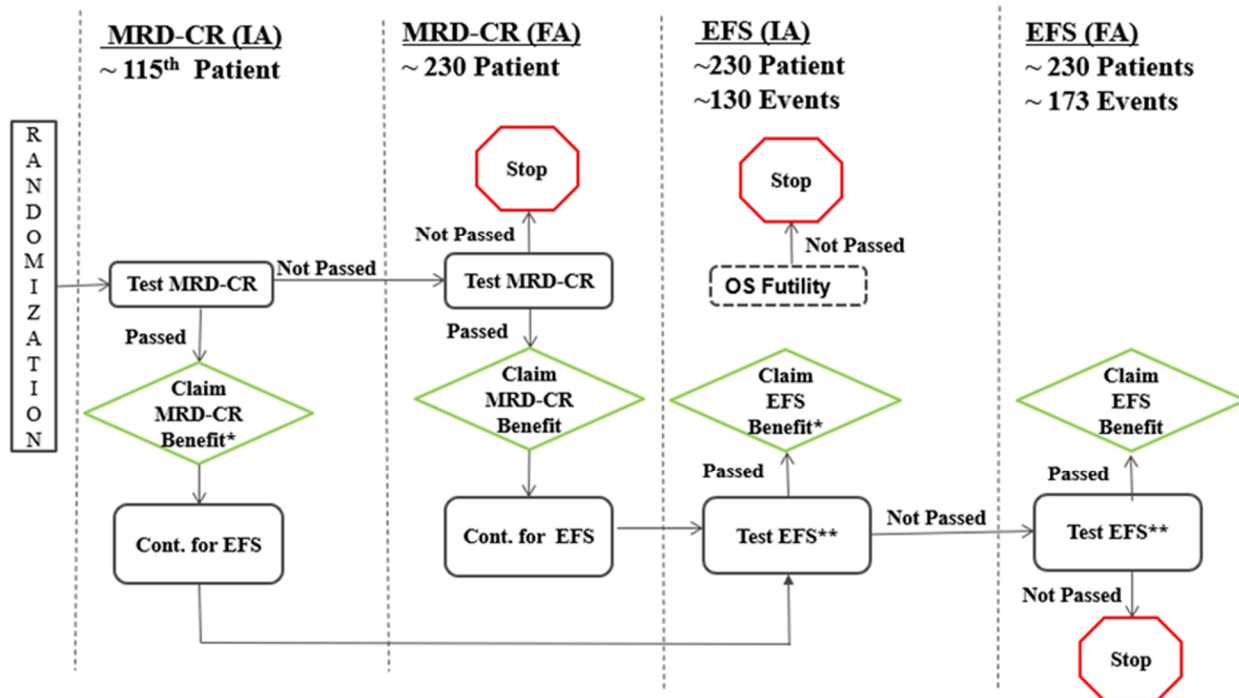 MRD-CR (IA)
~ 115th Patient
MRD-CR (FA)
~ 230 Patient
EFS (IA)
~230 Patient
~130 Events
EFS (FA)
~ 230 Patients
~ 173 Events
RANDOMIZATION
Test MRD-CR
Not Passed
Passed
Claim
MRD-CR
Benefit*
Cont. for EFS
Stop
Not Passed
Test MRD-CR
Passed
Claim
MRD-CR
Benefit
Cont. for EFS
Stop
Not Passed
OS Futility
Claim
EFS
Benefit*
Passed
Test EFS**
Not Passed
Claim
EFS
Benefit
Passed
Test EFS**
Not Passed
Stop